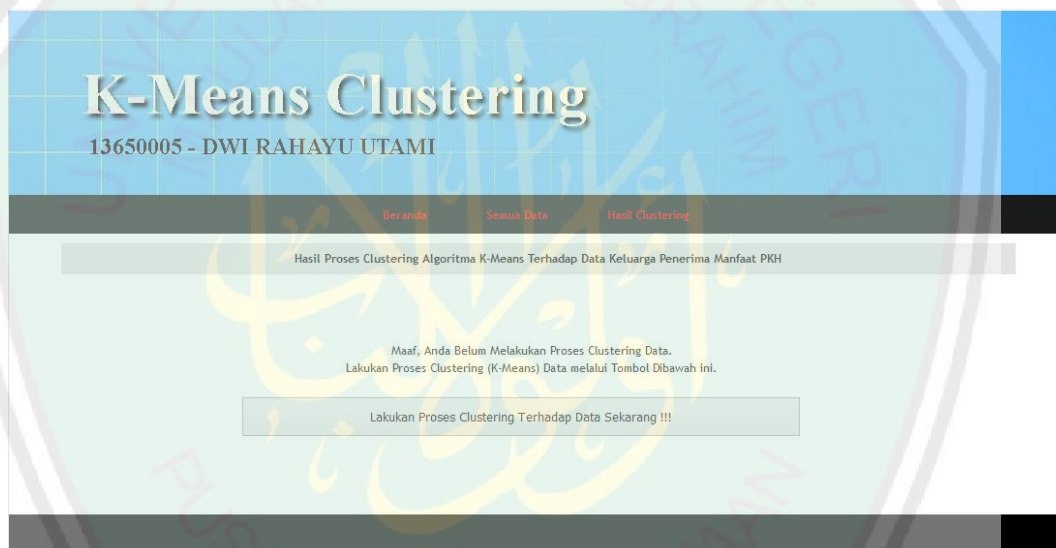 K-Means Clustering
13650005 - DWI RAHAYU UTAMI
Beranda Semua Data Hasil Clustering
Hasil Proses Clustering Algoritma K-Means Terhadap Data Keluarga Penerima Manfaat PKH
Maaf, Anda Belum Melakukan Proses Clustering Data.
Lakukan Proses Clustering (K-Means) Data melalui Tombol Dibawah ini.
Lakukan Proses Clustering Terhadap Data Sekarang !!!